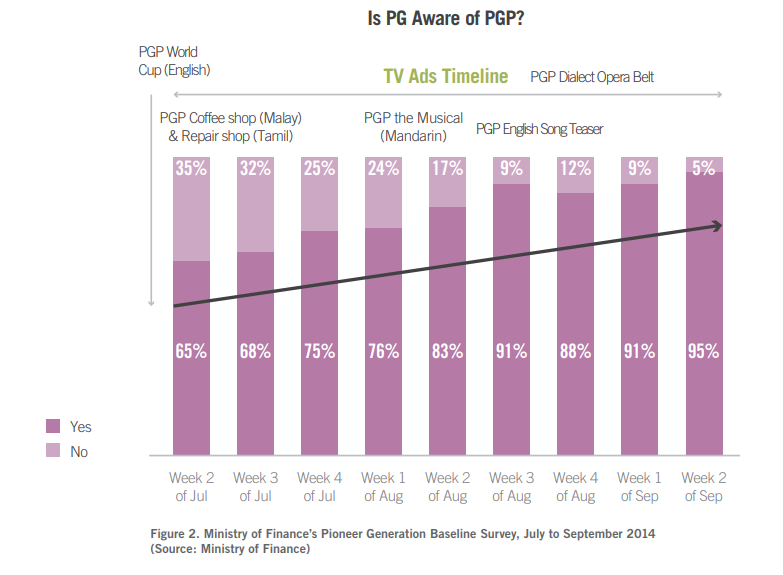 Is PG Aware of PGP?
PGP World
Cup (English)
TV Ads Timeline
PGP Dialect Opera Belt
PGP Coffee shop (Malay)
& Repair shop (Tamil)
PGP the Musical
(Mandarin)
PGP English Song Teaser
35% 32% 25% 24% 17% 9% 12% 9% 5%
65% 68% 75% 76% 83% 91% 88% 91% 95%
Yes
No
Week 2 Week 3 Week 4 Week 1 Week 2 Week 3 Week 4 Week 1 Week 2
of Jul of Jul of Jul of Aug of Aug of Aug of Aug of Sep of Sep
Figure 2. Ministry of Finance's Pioneer Generation Baseline Survey, July to September 2014
(Source: Ministry of Finance)